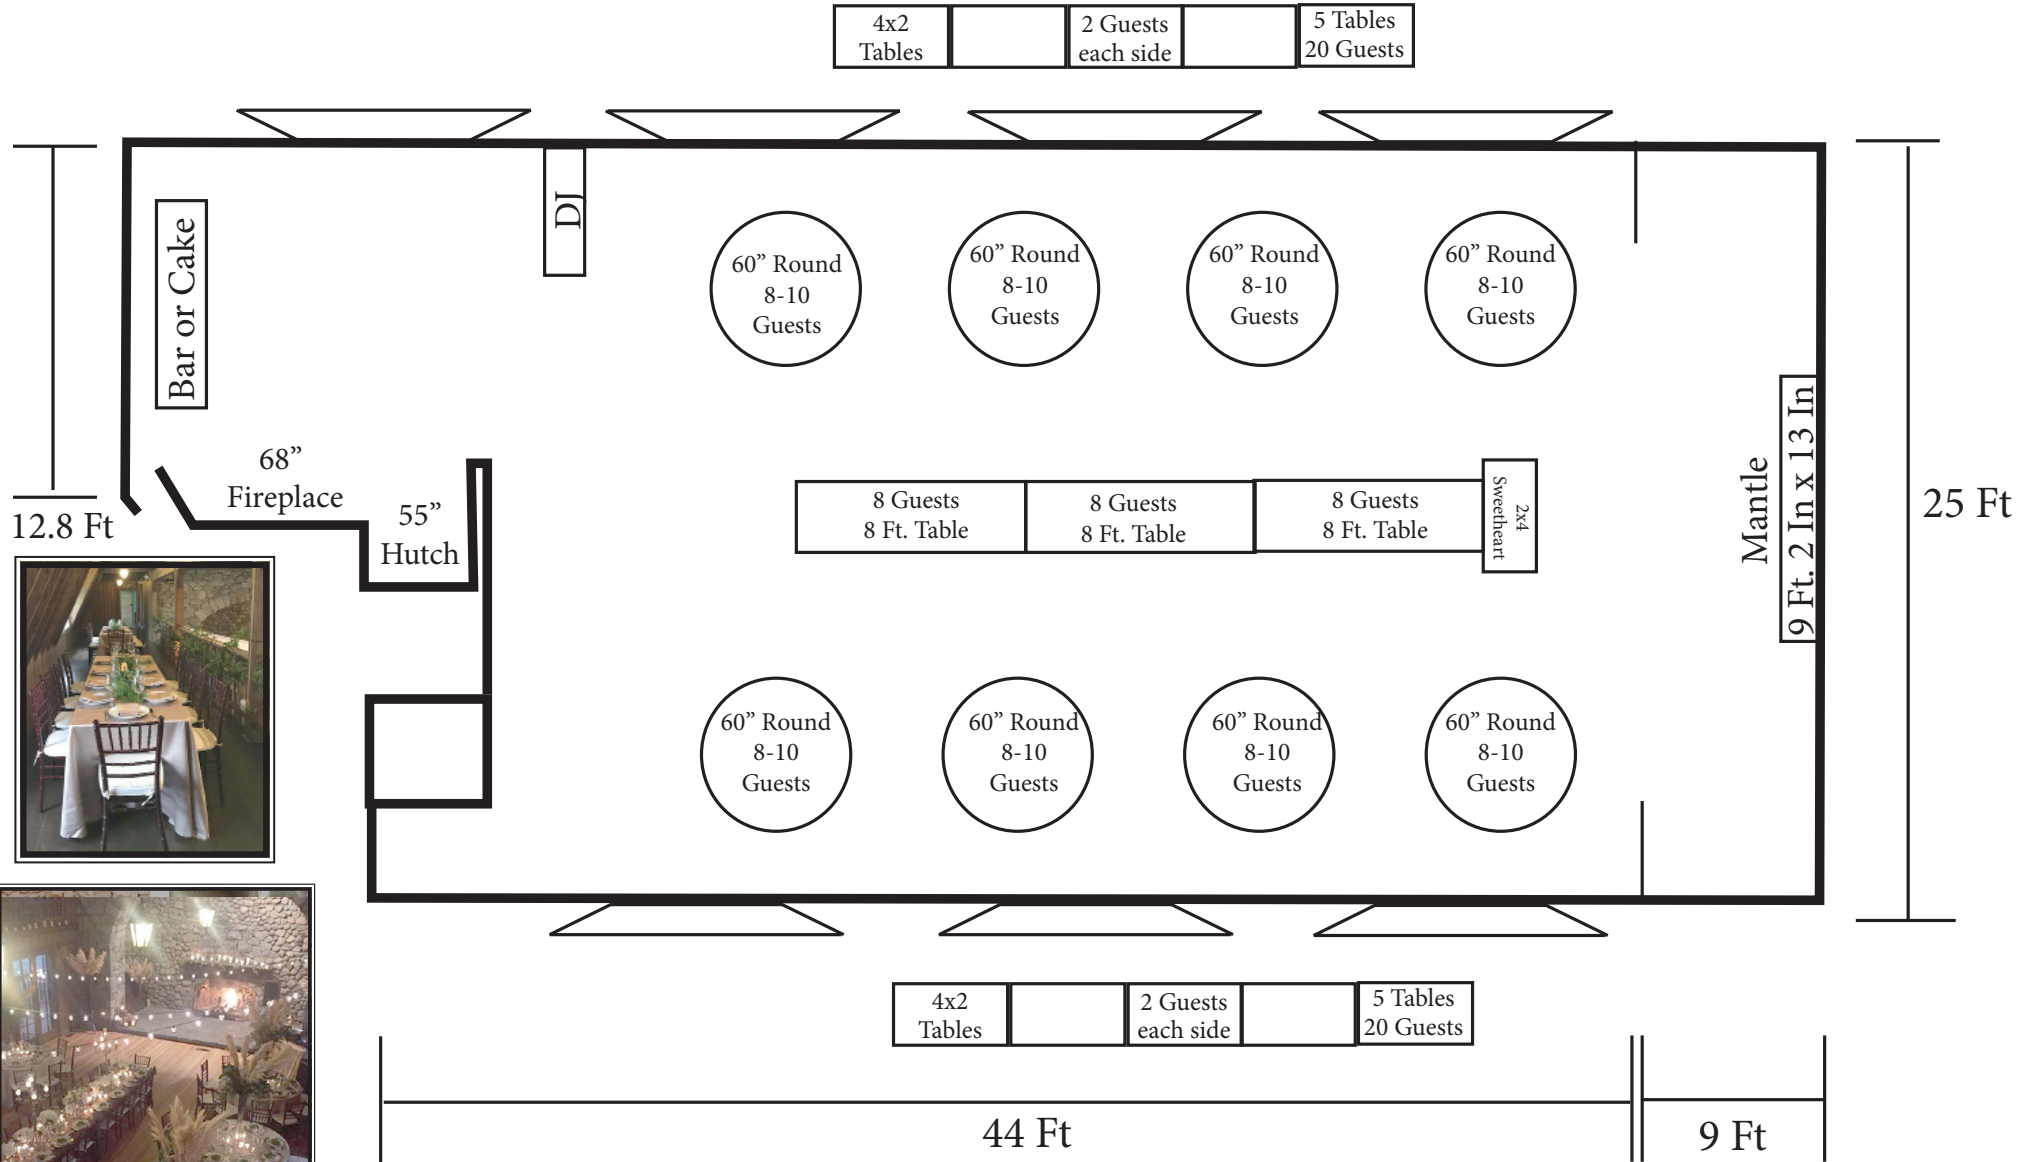 4x2
Tables
2 Guests
each side
5 Tables
20 Guests
DJ
Bar or Cake
60” Round
8-10
Guests
60” Round
8-10
Guests
60” Round
8-10
Guests
60” Round
8-10
Guests
68”
Fireplace
55”
Hutch
12.8 Ft
8 Guests
8 Ft. Table
8 Guests
8 Ft. Table
8 Guests
8 Ft. Table
2x4
Sweetheart
Mantle
9 Ft. 2 In x 13 In
25 Ft
60” Round
8-10
Guests
60” Round
8-10
Guests
60” Round
8-10
Guests
60” Round
8-10
Guests
4x2
Tables
2 Guests
each side
5 Tables
20 Guests
44 Ft
9 Ft